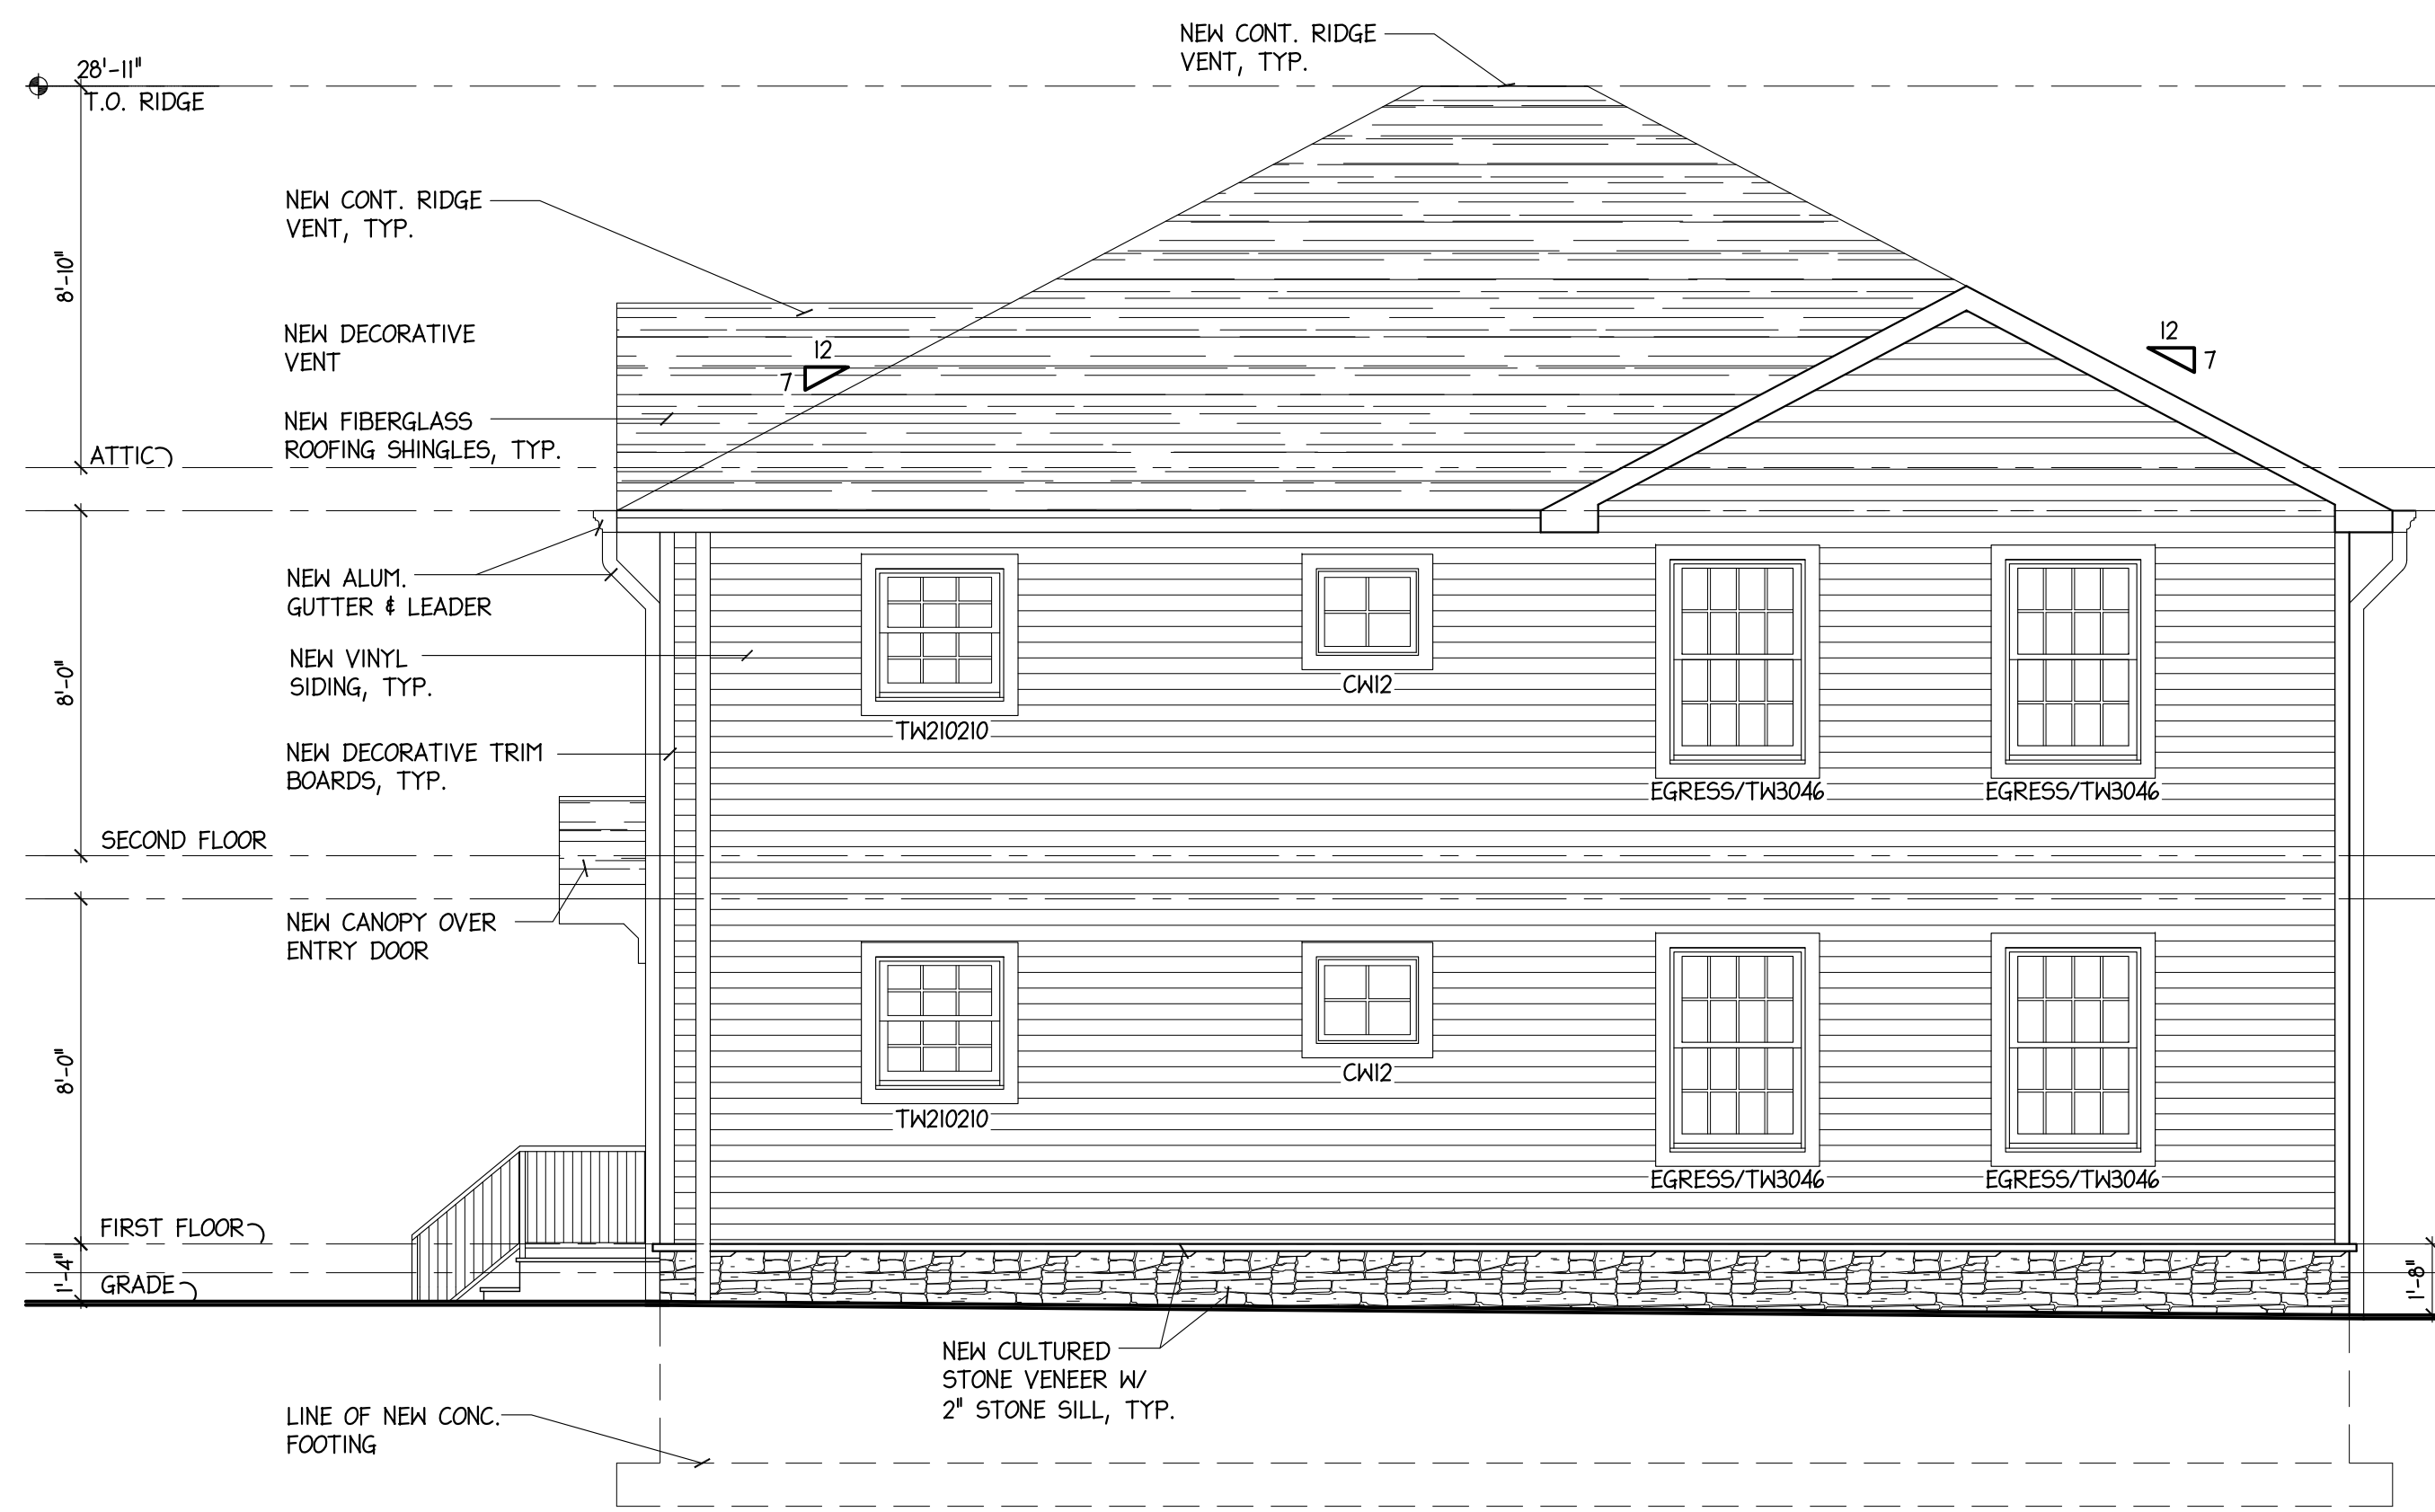 NEW CONT. RIDGE
VENT, TYP.
28'-11"
T.O. RIDGE
NEW CONT. RIDGE
VENT, TYP.
8'-10"
NEW DECORATIVE
VENT
12
7
12
7
NEW FIBERGLASS
ROOFING SHINGLES, TYP.
ATTIC
NEW ALUM.
GUTTER & LEADER
8'-0"
NEW VINYL
SIDING, TYP.
CW12
TW210210
NEW DECORATIVE TRIM
BOARDS, TYP.
EGRESS/TW3046
EGRESS/TW3046
SECOND FLOOR
NEW CANOPY OVER
ENTRY DOOR
8'-0"
CW12
TW210210
EGRESS/TW3046
EGRESS/TW3046
FIRST FLOOR
1'-4"
GRADE
1'-8"
NEW CULTURED
STONE VENEER W/
2" STONE SILL, TYP.
LINE OF NEW CONC.
FOOTING